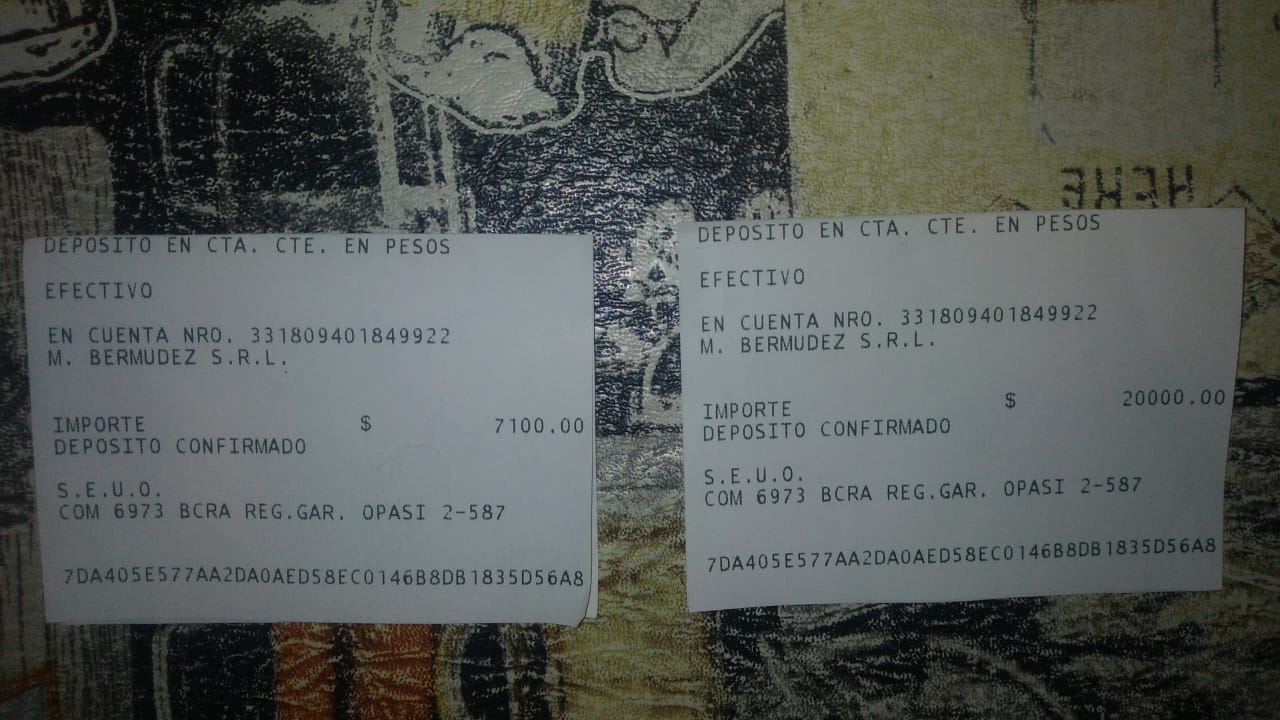 HERE
DEPOSITO EN CTA. CTE. EN PESOS
EFECTIVO
EN CUENTA NRO. 331809401849922
M. BERMUDEZ S.R.L.
IMPORTE $ 7100.00
DEPOSITO CONFIRMADO
S.E.U.O.
COM 6973 BCRA REG.GAR. OPASI 2-587
7DA405E577AA2DA0AED58EC0146B8DB1835D56A8
DEPOSITO EN CTA. CTE. EN PESOS
EFECTIVO
EN CUENTA NRO. 331809401849922
M. BERMUDEZ S.R.L.
IMPORTE $ 20000.00
DEPOSITO CONFIRMADO
S.E.U.O.
COM 6973 BCRA REG.GAR. OPASI 2-587
7DA405E577AA2DA0AED58EC0146B8DB1835D56A8